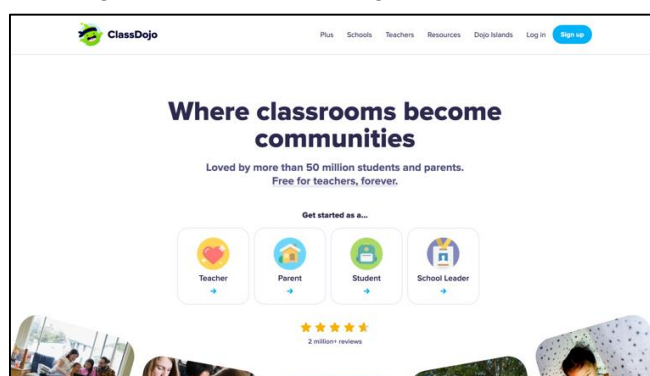 ClassDojo
Plus Schools Teachers Resources Dojo Islands Log in Sign up
Where classrooms become
communities
Loved by more than 50 million students and parents.
Free for teachers, forever.
Get started as a...
Teacher Parent Student School Leader
2 million+ reviews